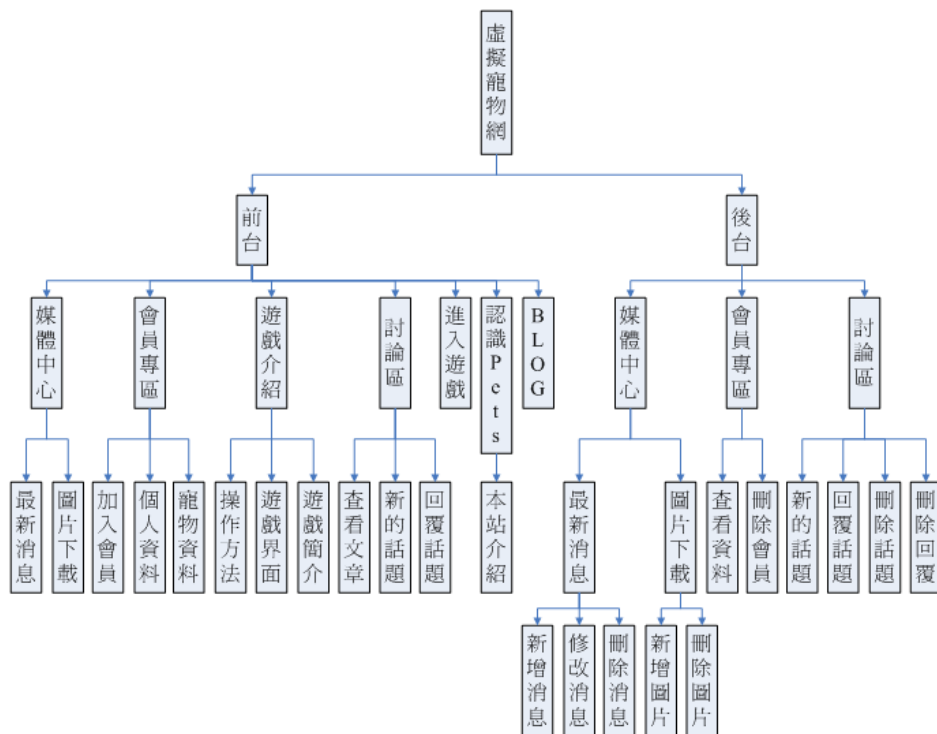 虛擬寵物網
前台
後台
媒體中心
會員專區
遊戲介紹
討論區
進入遊戲
認識Pets
BLOG
媒體中心
會員專區
討論區
最新消息
圖片下載
加入會員
個人資料
寵物資料
操作方法
遊戲界面
遊戲簡介
查看文章
新的話題
回覆話題
本站介紹
最新消息
圖片下載
查看資料
刪除會員
新的話題
回覆話題
刪除話題
刪除回覆
新增消息
修改消息
刪除消息
新增圖片
刪除圖片